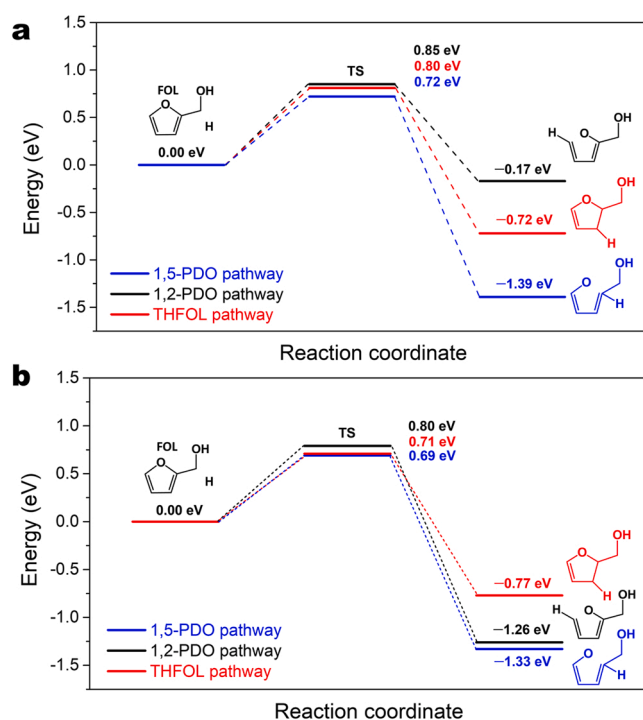 a
1.5
1.0
0.5
0.0
−0.5
−1.0
−1.5
Energy (eV)
FOL
O
OH
H
0.00 eV
TS
0.85 eV
0.80 eV
0.72 eV
H
O
OH
−0.17 eV
OH
O
−0.72 eV
H
OH
O
−1.39 eV
H
1,5-PDO pathway
1,2-PDO pathway
THFOL pathway
Reaction coordinate
b
1.5
1.0
0.5
0.0
-0.5
-1.0
-1.5
Energy (eV)
FOL
OH
O
H
0.00 eV
TS
0.80 eV
0.71 eV
0.69 eV
OH
O
−0.77 eV
H
OH
H
O
−1.26 eV
OH
O
−1.33 eV
H
1,5-PDO pathway
1,2-PDO pathway
THFOL pathway
Reaction coordinate